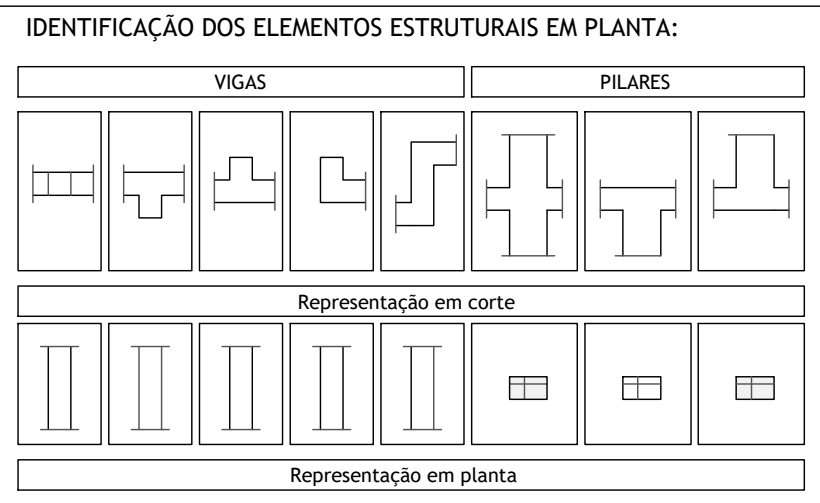 IDENTIFICAÇÃO DOS ELEMENTOS ESTRUTURAIS EM PLANTA:
VIGAS
PILARES
Representação em corte
Representação em planta